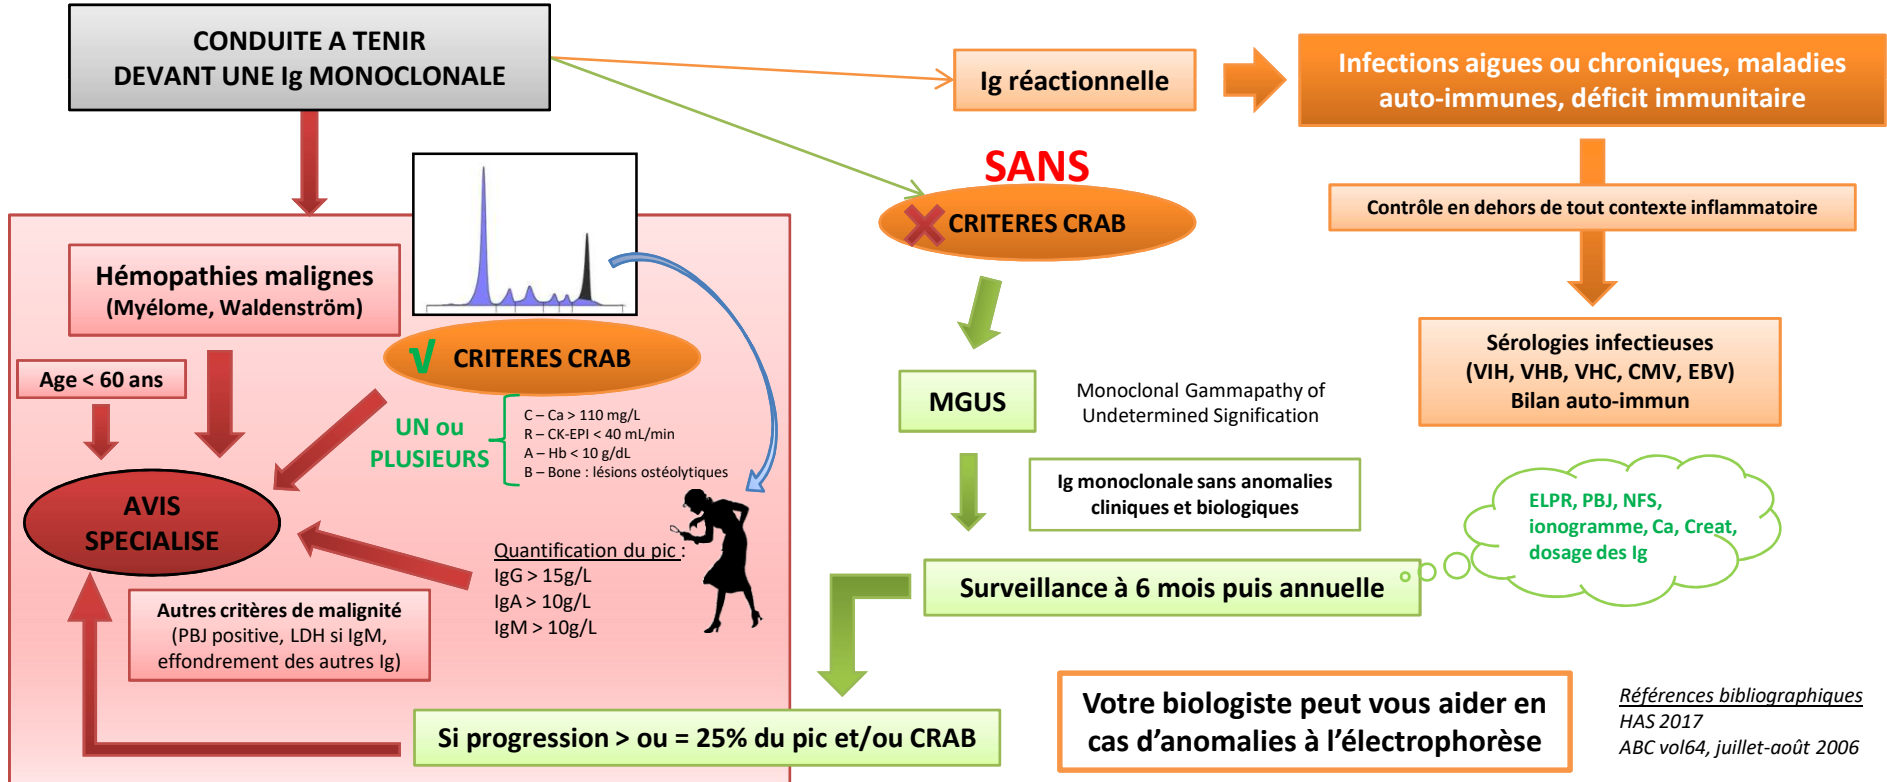 CONDUITE A TENIR
DEVANT UNE Ig MONOCLONALE
Ig réactionnelle
Infections aigues ou chroniques, maladies
auto-immunes, déficit immunitaire
Contrôle en dehors de tout contexte inflammatoire
Sérologies infectieuses
(VIH, VHB, VHC, CMV, EBV)
Bilan auto-immun
SANS
CRITERES CRAB
MGUS
Monoclonal Gammapathy of
Undetermined Signification
Ig monoclonale sans anomalies
cliniques et biologiques
Surveillance à 6 mois puis annuelle
ELPR, PBJ, NFS,
ionogramme, Ca, Creat,
dosage des Ig
Hémopathies malignes
(Myélome, Waldenström)
Age < 60 ans
√ CRITERES CRAB
UN ou
PLUSIEURS
C – Ca > 110 mg/L
R – CK-EPI < 40 mL/min
A – Hb < 10 g/dL
B – Bone : lésions ostéolytiques
AVIS
SPECIALISE
Quantification du pic :
IgG > 15g/L
IgA > 10g/L
IgM > 10g/L
Autres critères de malignité
(PBJ positive, LDH si IgM,
effondrement des autres Ig)
Si progression > ou = 25% du pic et/ou CRAB
Votre biologiste peut vous aider en
cas d’anomalies à l’électrophorèse
Références bibliographiques
HAS 2017
ABC vol64, juillet-août 2006